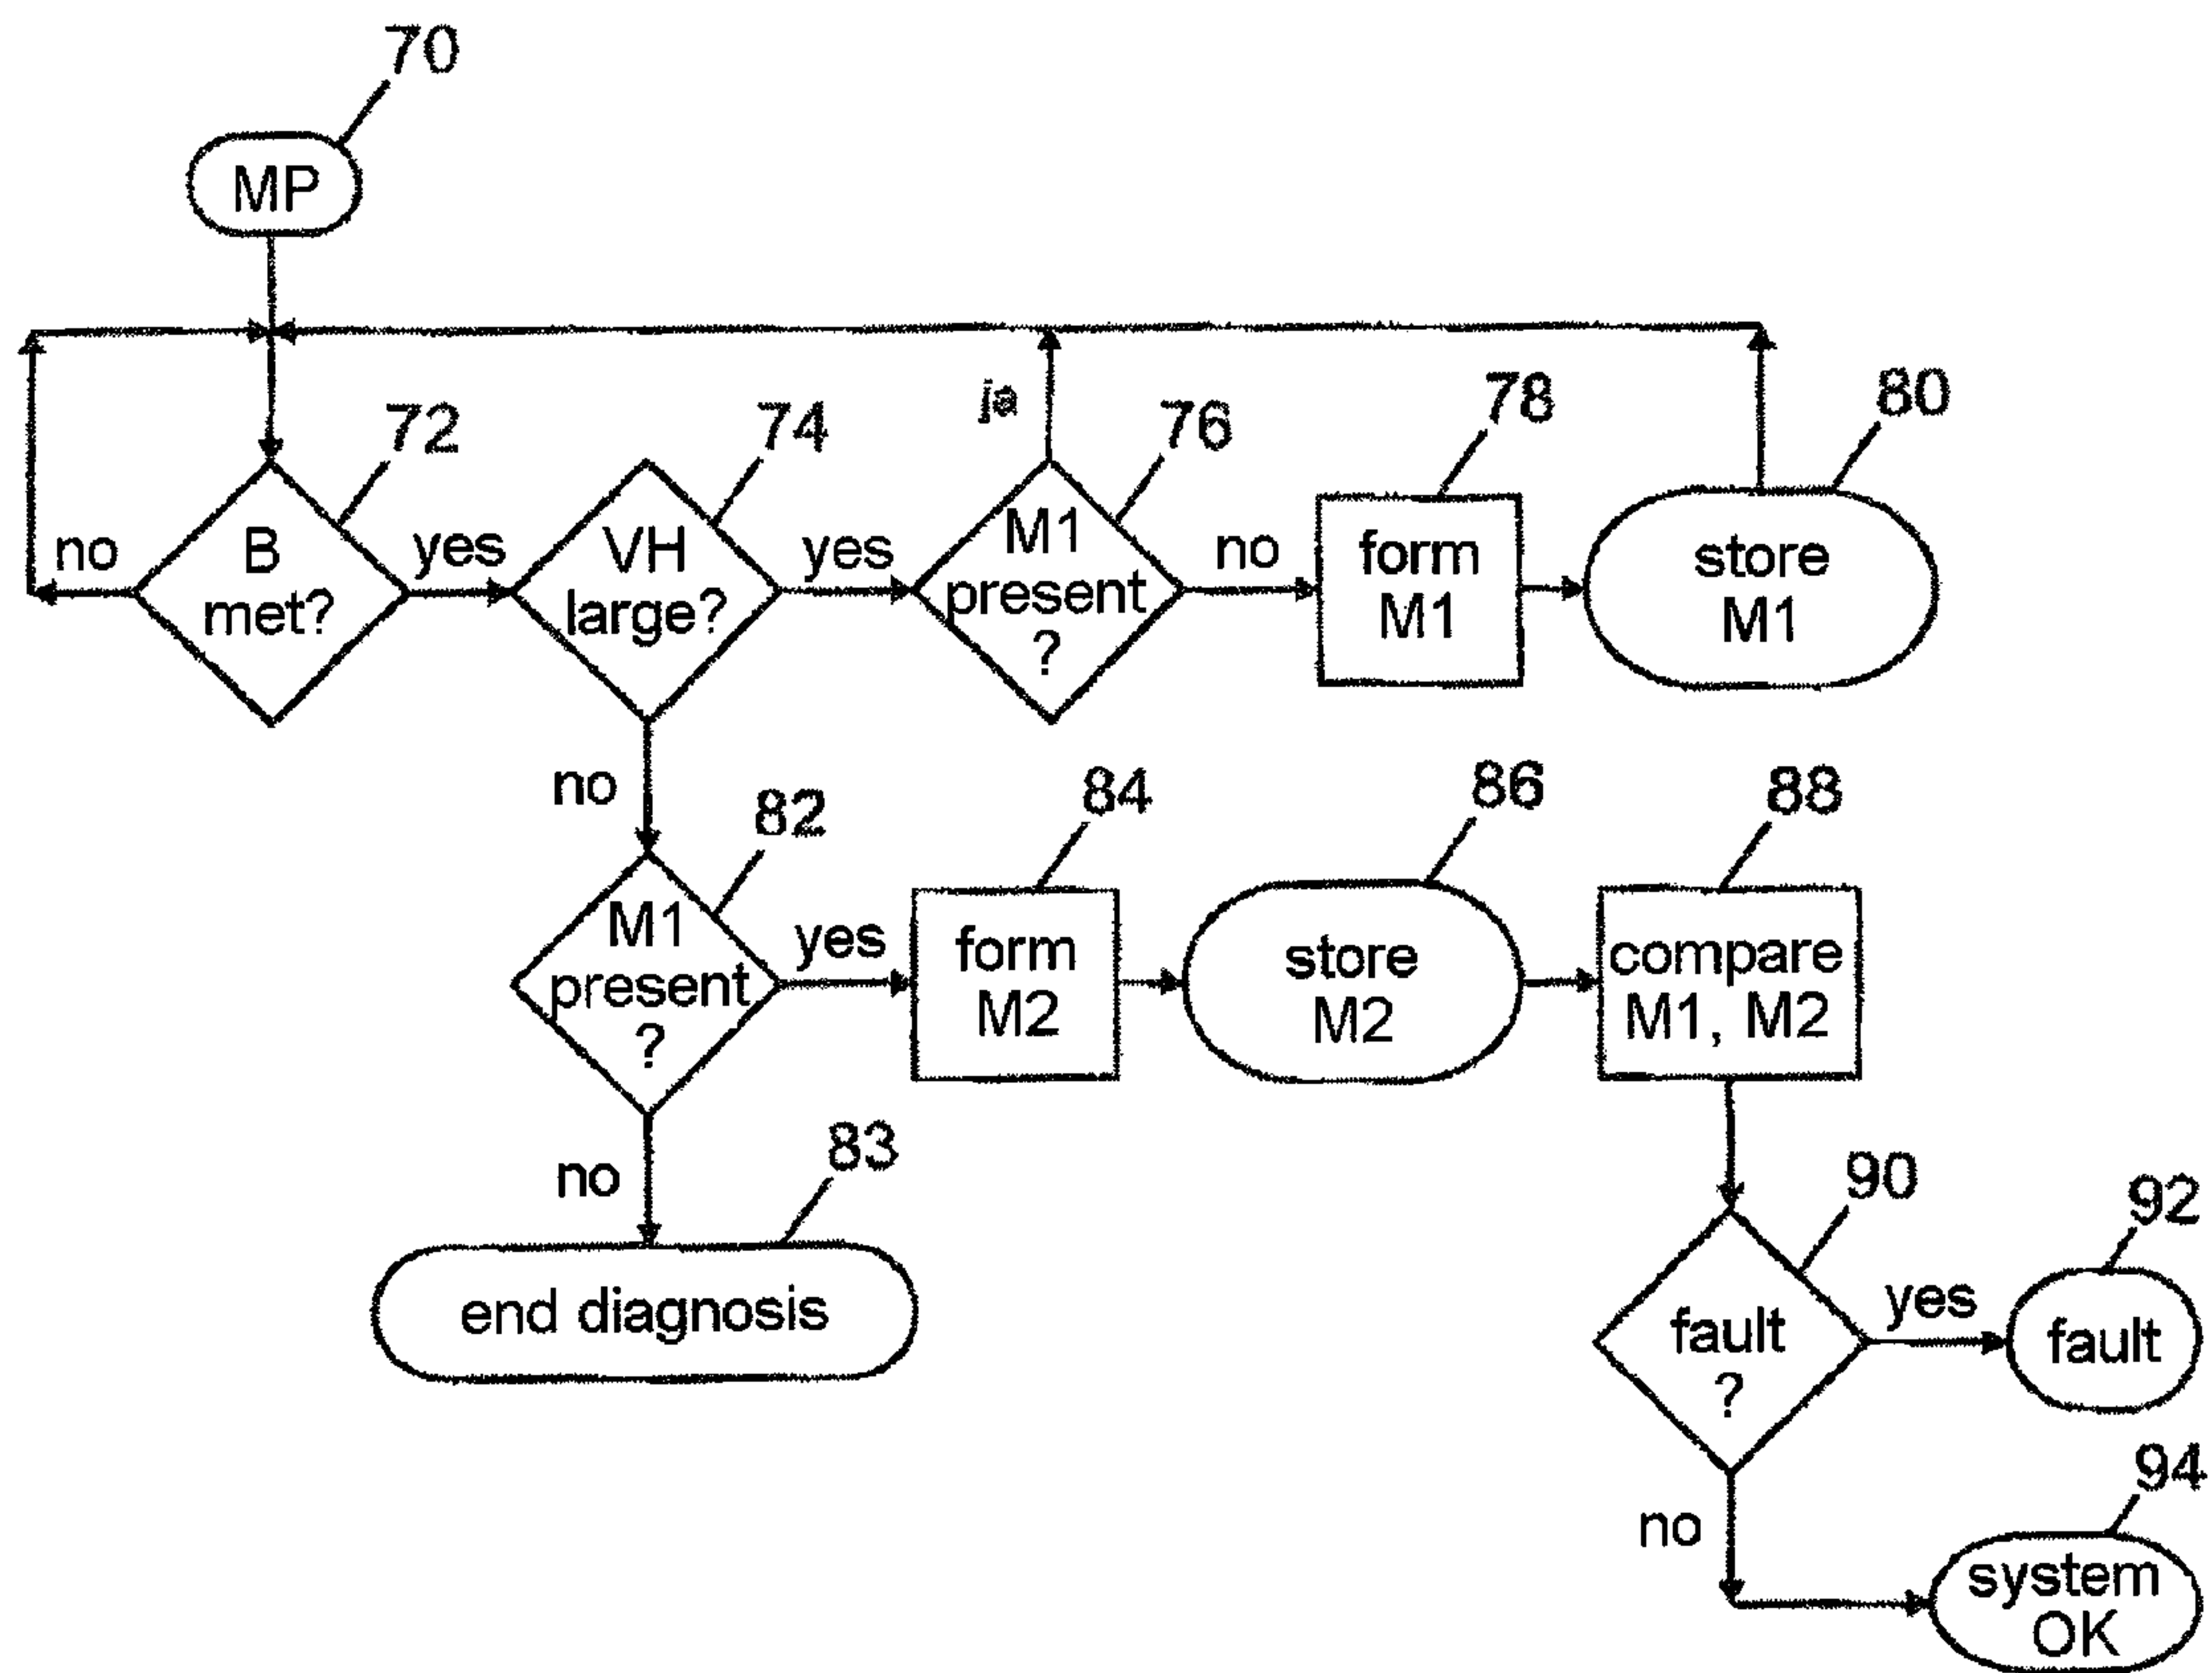 70
MP
72
74
ja
76
78
80
no
B
met?
yes
VH
large?
yes
M1
present
?
no
form
M1
store
M1
no
82
84
86
88
M1
present
?
yes
form
M2
store
M2
compare
M1, M2
no
83
90
92
end diagnosis
fault
?
yes
fault
94
no
system
OK